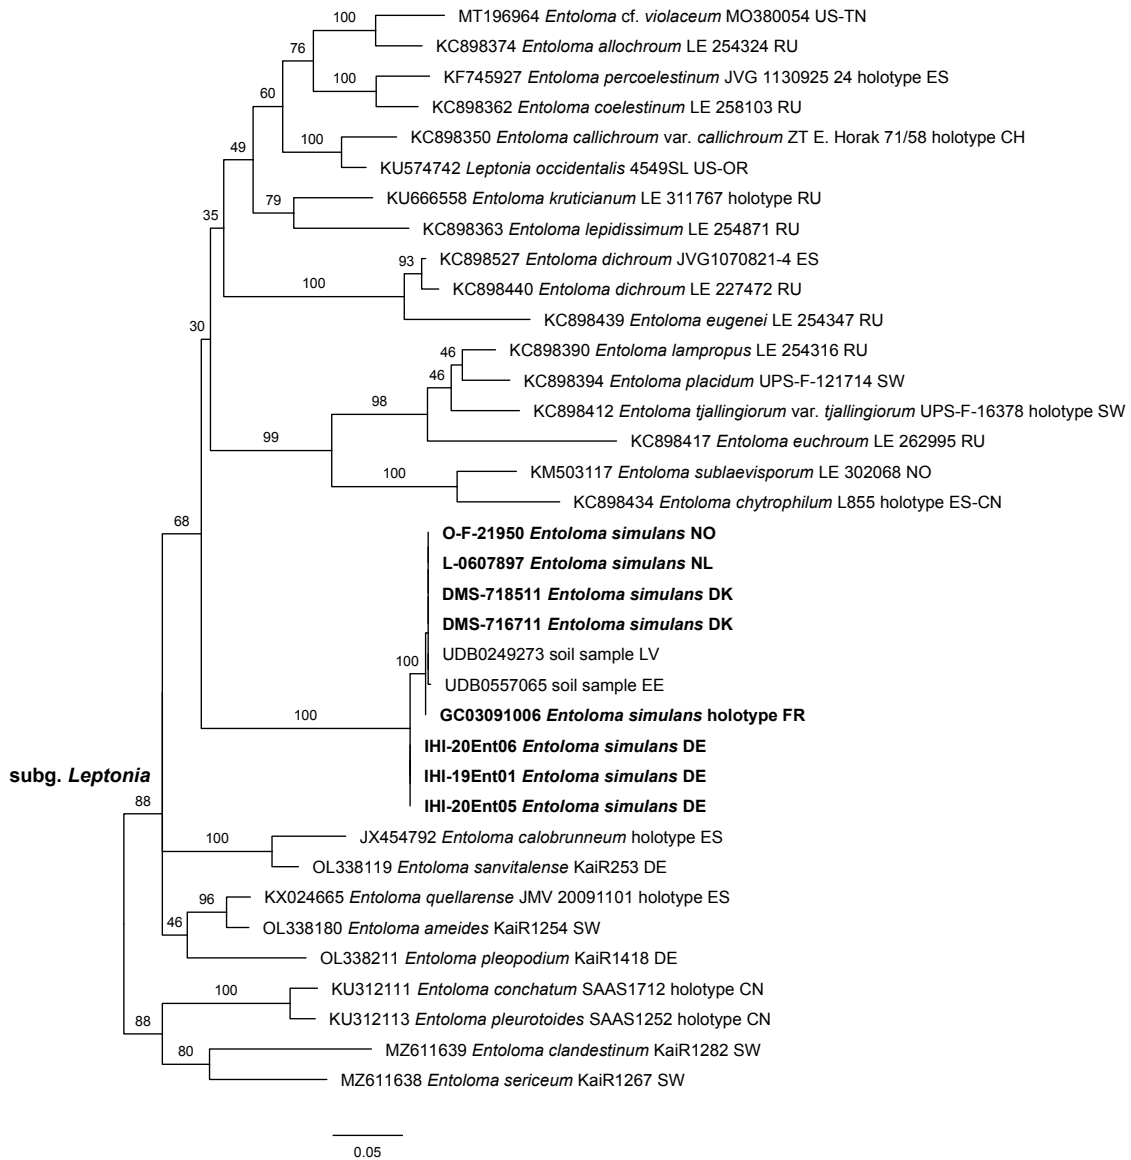 100
MT196964 Entoloma cf. violaceum MO380054 US-TN
KC898374 Entoloma allochroum LE 254324 RU
76
100
KF745927 Entoloma percoelestinum JVG 1130925 24 holotype ES
KC898362 Entoloma coelestinum LE 258103 RU
60
100
KC898350 Entoloma callichroum var. callichroum ZT E. Horak 71/58 holotype CH
KU574742 Leptonia occidentalis 4549SL US-OR
49
79
KU666558 Entoloma kruticianum LE 311767 holotype RU
KC898363 Entoloma lepidissimum LE 254871 RU
35
93
KC898527 Entoloma dichroum JVG1070821-4 ES
100
KC898440 Entoloma dichroum LE 227472 RU
KC898439 Entoloma eugenei LE 254347 RU
30
46
KC898390 Entoloma lampropus LE 254316 RU
46
KC898394 Entoloma placidum UPS-F-121714 SW
98
KC898412 Entoloma tjallingiorum var. tjallingiorum UPS-F-16378 holotype SW
99
KC898417 Entoloma euchroum LE 262995 RU
100
KM503117 Entoloma sublaevisporum LE 302068 NO
KC898434 Entoloma chytrophilum L855 holotype ES-CN
68
O-F-21950 Entoloma simulans NO
L-0607897 Entoloma simulans NL
DMS-718511 Entoloma simulans DK
DMS-716711 Entoloma simulans DK
UDB0249273 soil sample LV
100
UDB0557065 soil sample EE
100
GC03091006 Entoloma simulans holotype FR
IHI-20Ent06 Entoloma simulans DE
IHI-19Ent01 Entoloma simulans DE
subg. Leptonia
88
IHI-20Ent05 Entoloma simulans DE
100
JX454792 Entoloma calobrunneum holotype ES
OL338119 Entoloma sanvitalense KaiR253 DE
96
KX024665 Entoloma quellarense JMV 20091101 holotype ES
46
OL338180 Entoloma ameides KaiR1254 SW
OL338211 Entoloma pleopodium KaiR1418 DE
100
KU312111 Entoloma conchatum SAAS1712 holotype CN
88
KU312113 Entoloma pleurotoides SAAS1252 holotype CN
80
MZ611639 Entoloma clandestinum KaiR1282 SW
MZ611638 Entoloma sericeum KaiR1267 SW
0.05